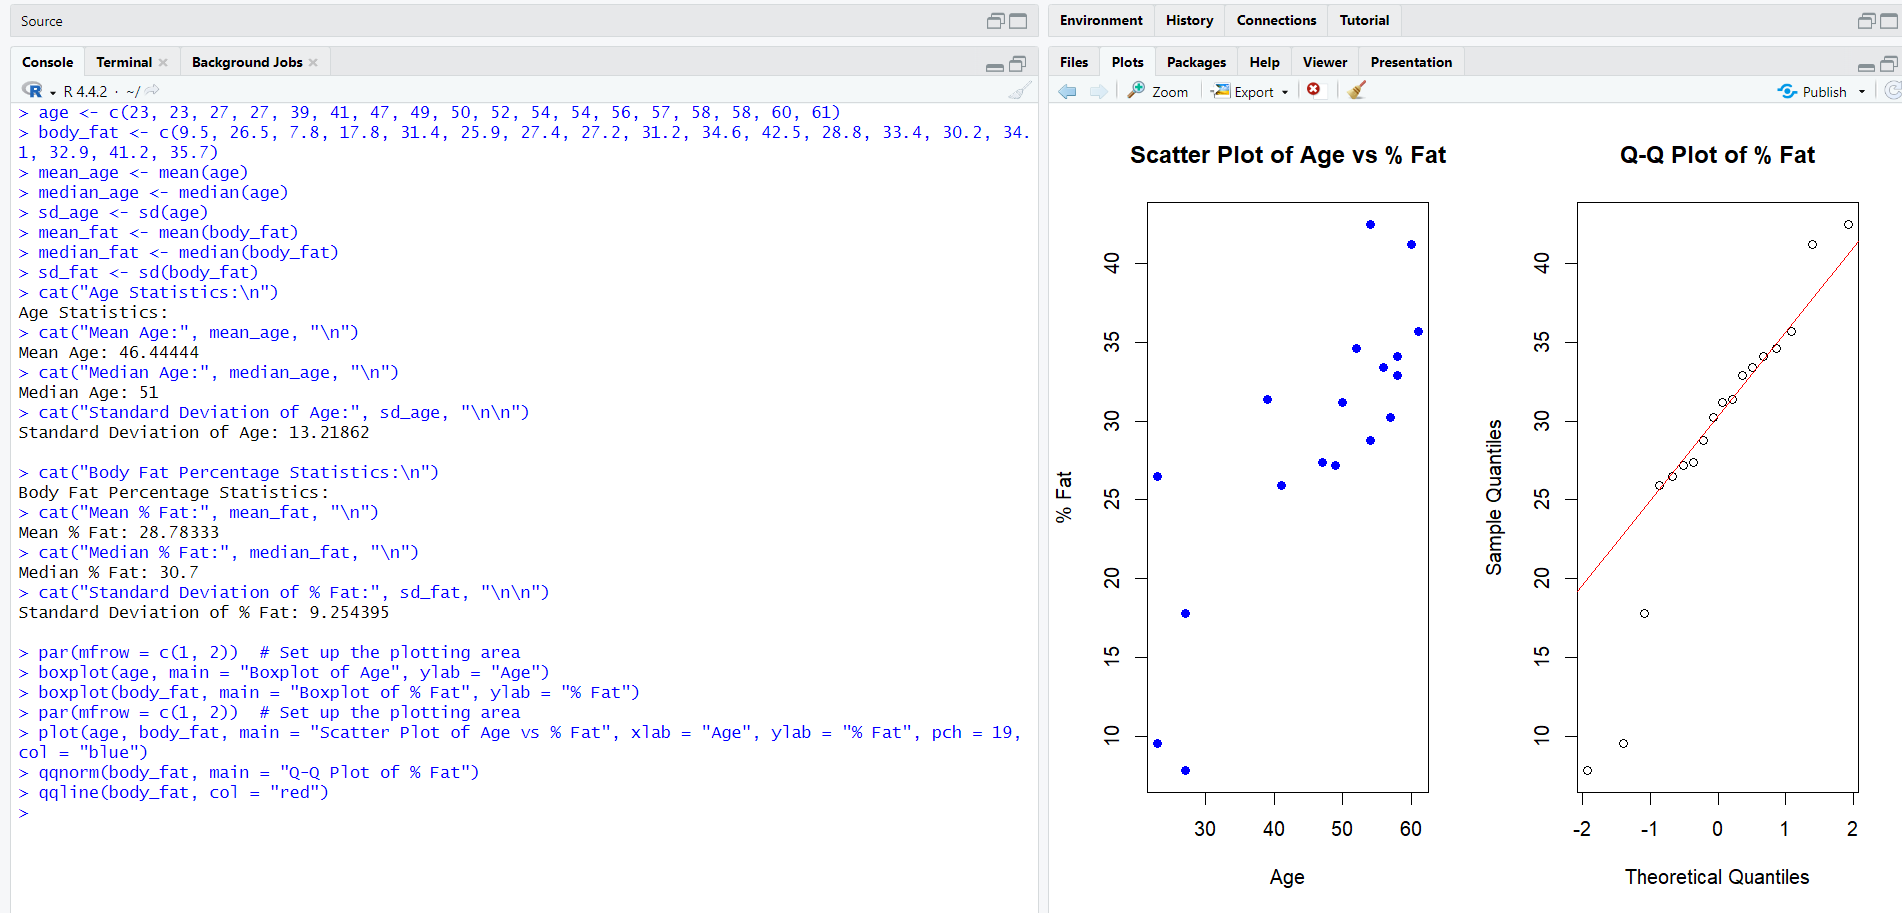 Source
Console
Terminal
Background Jobs
R 4.4.2 · ~/
> age <- c(23, 23, 27, 27, 39, 41, 47, 49, 50, 52, 54, 54, 56, 57, 58, 58, 60, 61)
> body_fat <- c(9.5, 26.5, 7.8, 17.8, 31.4, 25.9, 27.4, 27.2, 31.2, 34.6, 42.5, 28.8, 33.4, 30.2, 34.
1, 32.9, 41.2, 35.7)
> mean_age <- mean(age)
> median_age <- median(age)
> sd_age <- sd(age)
> mean_fat <- mean(body_fat)
> median_fat <- median(body_fat)
> sd_fat <- sd(body_fat)
> cat("Age Statistics:\n")
Age Statistics:
> cat("Mean Age:", mean_age, "\n")
Mean Age: 46.44444
> cat("Median Age:", median_age, "\n")
Median Age: 51
> cat("Standard Deviation of Age:", sd_age, "\n\n")
Standard Deviation of Age: 13.21862
> cat("Body Fat Percentage Statistics:\n")
Body Fat Percentage Statistics:
> cat("Mean % Fat:", mean_fat, "\n")
Mean % Fat: 28.78333
> cat("Median % Fat:", median_fat, "\n")
Median % Fat: 30.7
> cat("Standard Deviation of % Fat:", sd_fat, "\n\n")
Standard Deviation of % Fat: 9.254395
> par(mfrow = c(1, 2))  # Set up the plotting area
> boxplot(age, main = "Boxplot of Age", ylab = "Age")
> boxplot(body_fat, main = "Boxplot of % Fat", ylab = "% Fat")
> par(mfrow = c(1, 2))  # Set up the plotting area
> plot(age, body_fat, main = "Scatter Plot of Age vs % Fat", xlab = "Age", ylab = "% Fat", pch = 19,
col = "blue")
> qqnorm(body_fat, main = "Q-Q Plot of % Fat")
> qqline(body_fat, col = "red")
>
Environment
History
Connections
Tutorial
Files
Plots
Packages
Help
Viewer
Presentation
Zoom
Export
Publish
Scatter Plot of Age vs % Fat
% Fat
40
35
30
25
20
15
10
30 40 50 60
Age
Q-Q Plot of % Fat
Sample Quantiles
40
35
30
25
20
15
10
-2 -1 0 1 2
Theoretical Quantiles